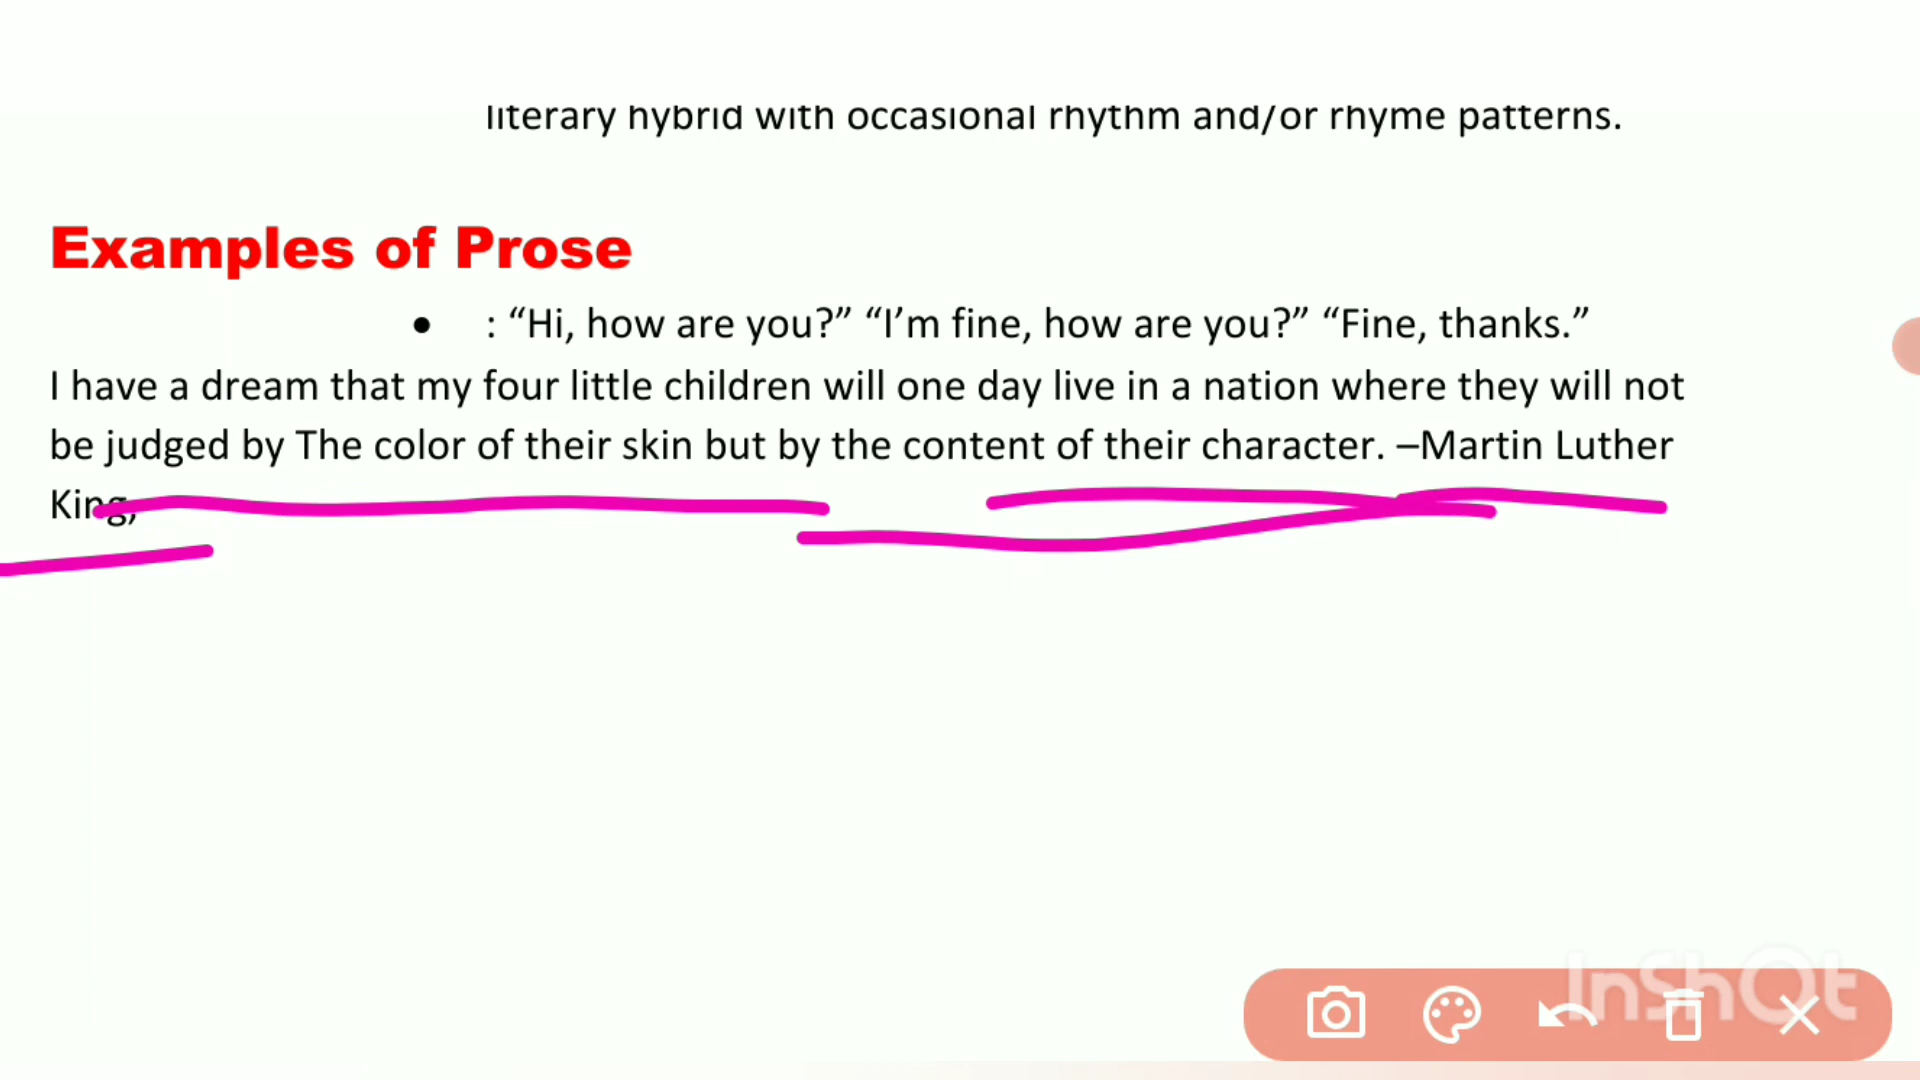 literary hybrid with occasional rhythm and/or rhyme patterns.
Examples of Prose
• : “Hi, how are you?” “I’m fine, how are you?” “Fine, thanks.”
I have a dream that my four little children will one day live in a nation where they will not
be judged by The color of their skin but by the content of their character. –Martin Luther
King,
InShOt